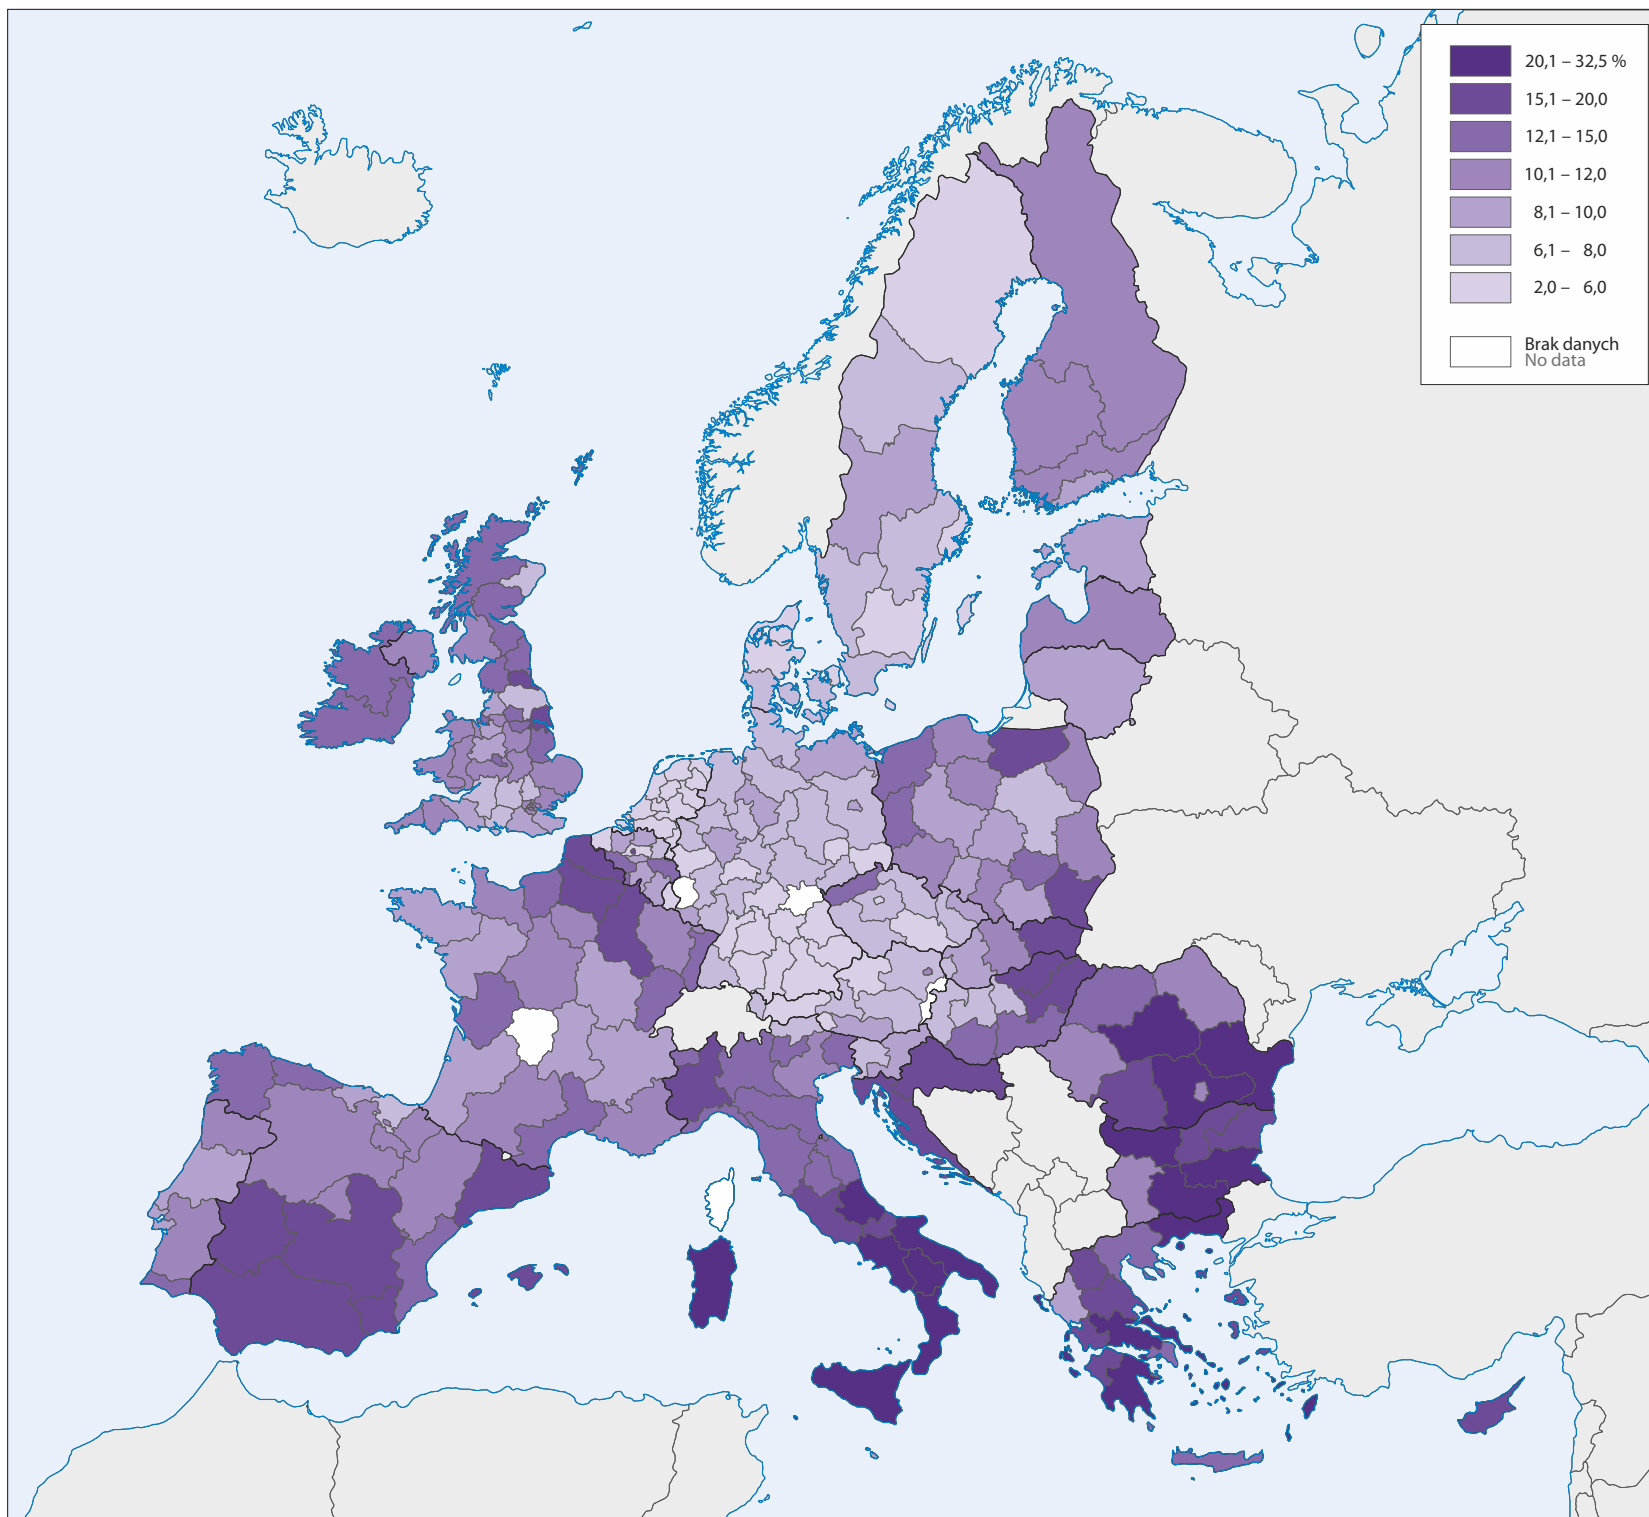 20,1 – 32,5 %
15,1 – 20,0
12,1 – 15,0
10,1 – 12,0
8,1 – 10,0
6,1 – 8,0
2,0 – 6,0
Brak danych
No data